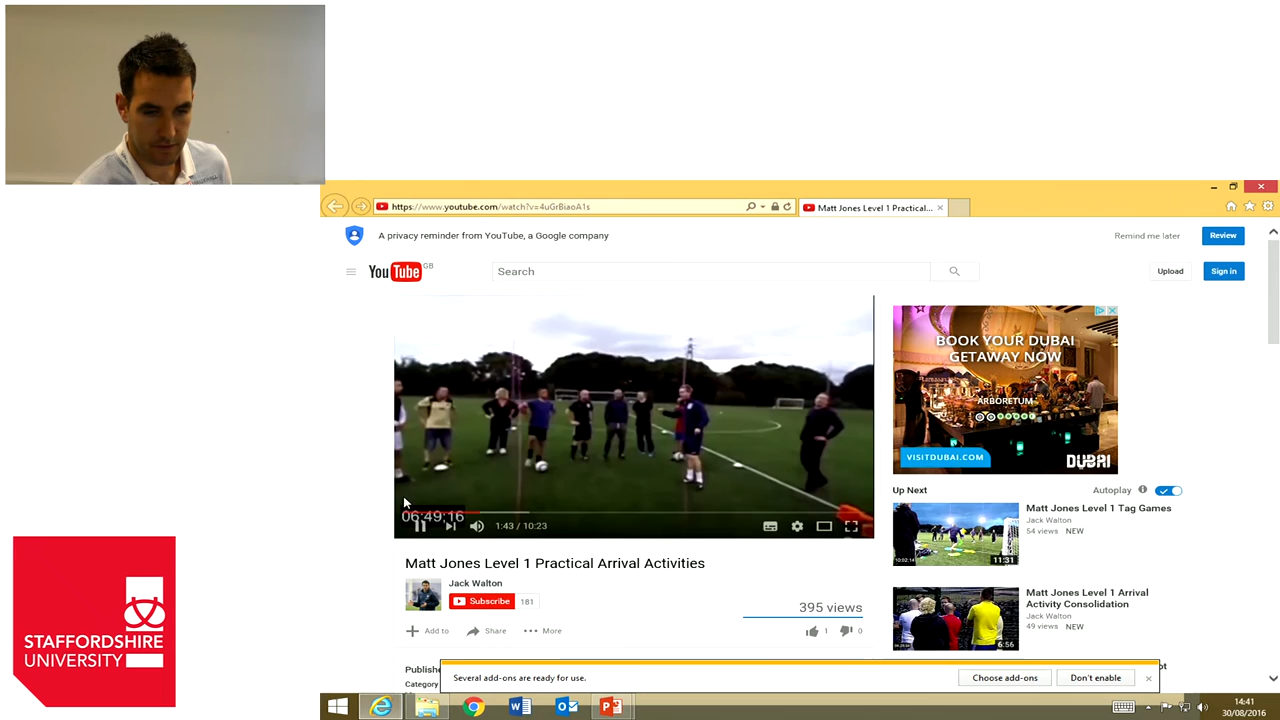 https://www.youtube.com/watch?v=4uGrBiaoA1s
Matt Jones Level 1 Practical...
A privacy reminder from YouTube, a Google company
Remind me later
Review
YouTube GB
Search
Upload
Sign in
BOOK YOUR DUBAI
GETAWAY NOW
ARBORETUM
VISITDUBAI.COM
DUBAI
06:49:16
1:43 / 10:23
Up Next
Autoplay
Matt Jones Level 1 Tag Games
Jack Walton
54 views NEW
10:02:14
11:31
Matt Jones Level 1 Practical Arrival Activities
Jack Walton
Subscribe
181
395 views
Add to
Share
More
1
0
Matt Jones Level 1 Arrival
Activity Consolidation
Jack Walton
49 views NEW
6:56
STAFFORDSHIRE
UNIVERSITY
Publishe
Category
Several add-ons are ready for use.
Choose add-ons
Don't enable
14:41
30/08/2016